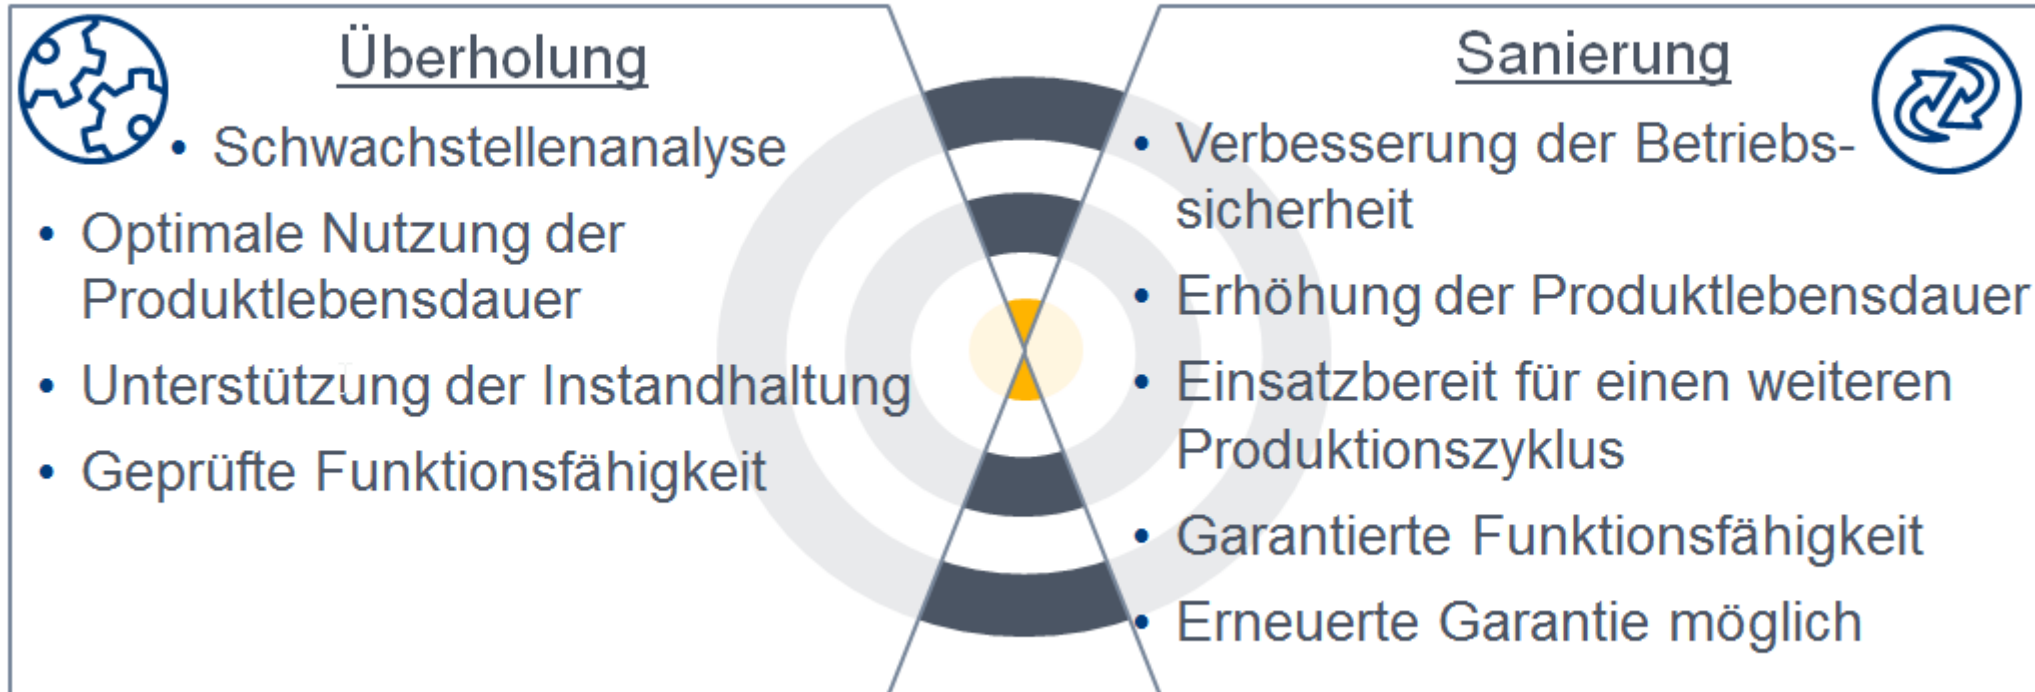 Überholung
• Schwachstellenanalyse
• Optimale Nutzung der
Produktlebensdauer
• Unterstützung der Instandhaltung
• Geprüfte Funktionsfähigkeit
Sanierung
• Verbesserung der Betriebs-
sicherheit
• Erhöhung der Produktlebensdauer
• Einsatzbereit für einen weiteren
Produktionszyklus
• Garantierte Funktionsfähigkeit
• Erneuerte Garantie möglich